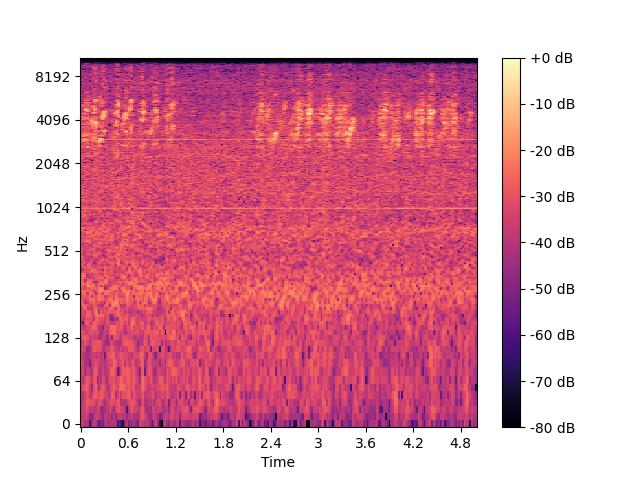 +0 dB
8192
-10 dB
4096
-20 dB
2048
-30 dB
1024
-40 dB
Hz
512
-50 dB
256
-60 dB
128
64
-70 dB
0
-80 dB
0 0.6 1.2 1.8 2.4 3 3.6 4.2 4.8
Time